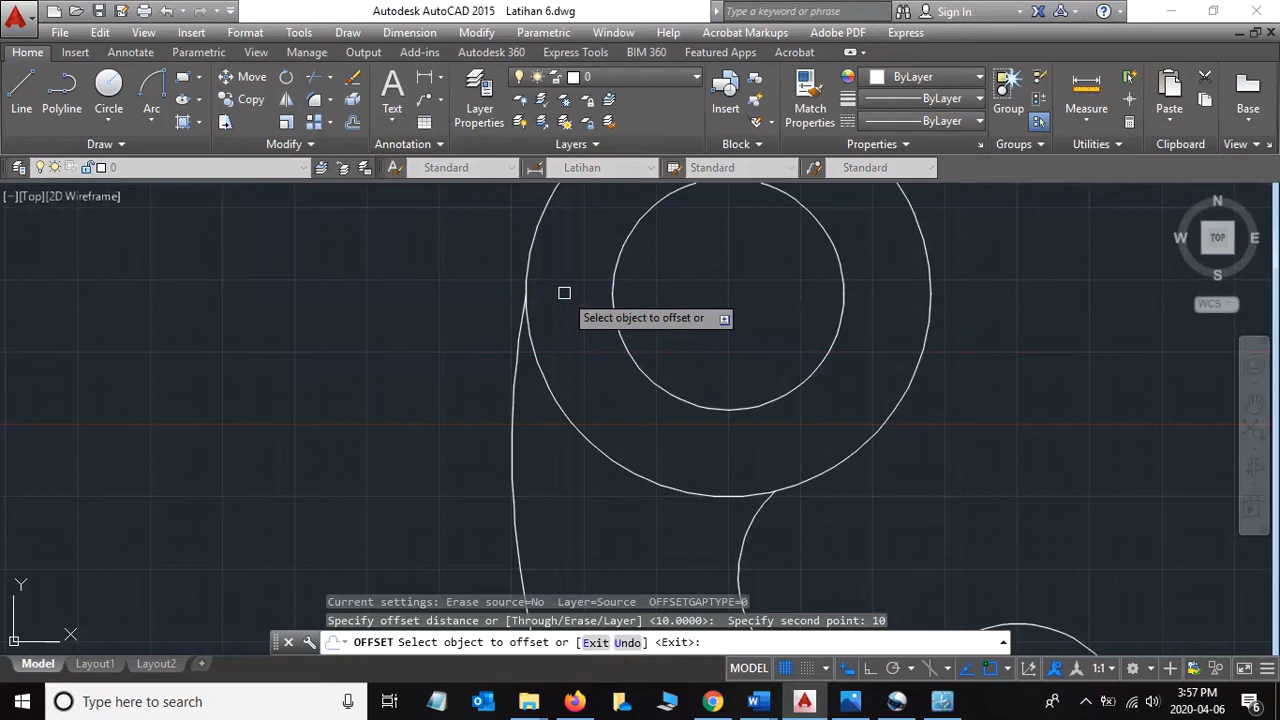 Autodesk AutoCAD 2015 Latihan 6.dwg
Type a keyword or phrase
Sign In
File Edit View Insert Format Tools Draw Dimension Modify Parametric Window Help Acrobat Markups Adobe PDF Express
Home Insert Annotate Parametric View Manage Output Add-ins Autodesk 360 Express Tools BIM 360 Featured Apps Acrobat
Move
0
ByLayer
Copy
ByLayer
Line Polyline Circle Arc Text Layer Properties Insert Match Properties Group Measure Paste Base
ByLayer
Draw Modify Annotation Layers Block Properties Groups Utilities Clipboard View
0 Standard Latihan Standard Standard
[−][Top][2D Wireframe]
N
W TOP E
S
WCS
Select object to offset or
Y
X
Current settings: Erase source=No Layer=Source OFFSETGAPTYPE=0
Specify offset distance or [Through/Erase/Layer] <10.0000>: Specify second point: 10
OFFSET Select object to offset or [Exit Undo] <Exit>:
Model Layout1 Layout2 +
MODEL 1:1
Type here to search
3:57 PM
2020-04-06